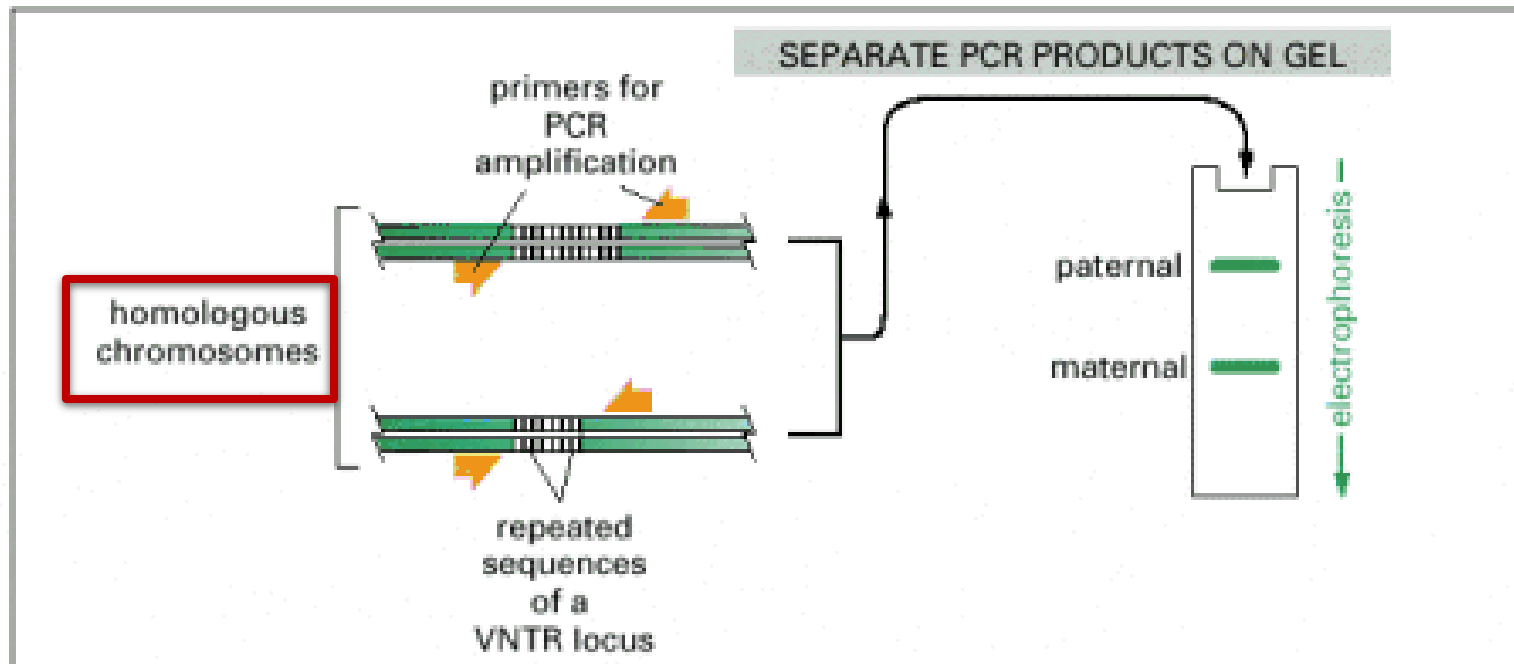 SEPARATE PCR PRODUCTS ON GEL
primers for
PCR
amplification
homologous
chromosomes
repeated
sequences
of a
VNTR locus
paternal
maternal
electrophoresis